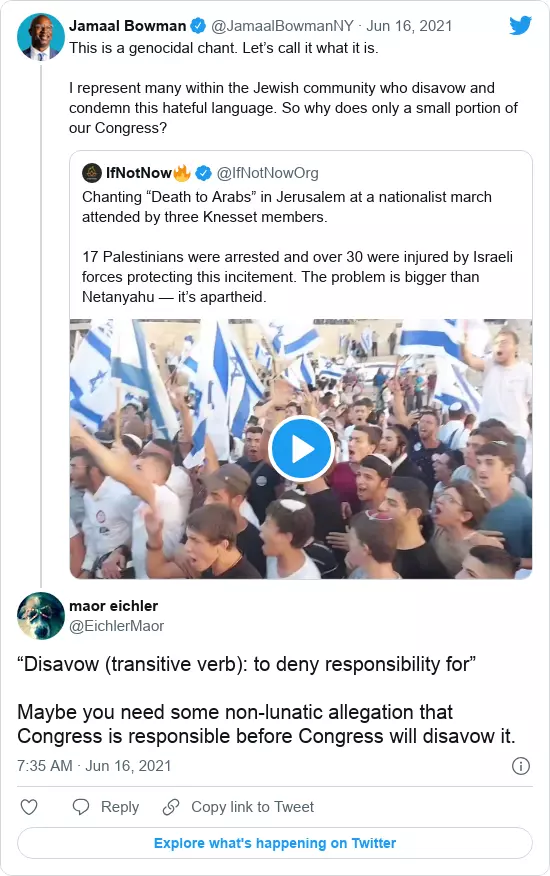 Jamaal Bowman @JamaalBowmanNY · Jun 16, 2021
This is a genocidal chant. Let's call it what it is.
I represent many within the Jewish community who disavow and
condemn this hateful language. So why does only a small portion of
our Congress?
IfNotNow🔥 @IfNotNowOrg
Chanting “Death to Arabs” in Jerusalem at a nationalist march
attended by three Knesset members.
17 Palestinians were arrested and over 30 were injured by Israeli
forces protecting this incitement. The problem is bigger than
Netanyahu — it’s apartheid.
maor eichler
@EichlerMaor
“Disavow (transitive verb): to deny responsibility for”
Maybe you need some non-lunatic allegation that
Congress is responsible before Congress will disavow it.
7:35 AM · Jun 16, 2021
Reply Copy link to Tweet
Explore what's happening on Twitter